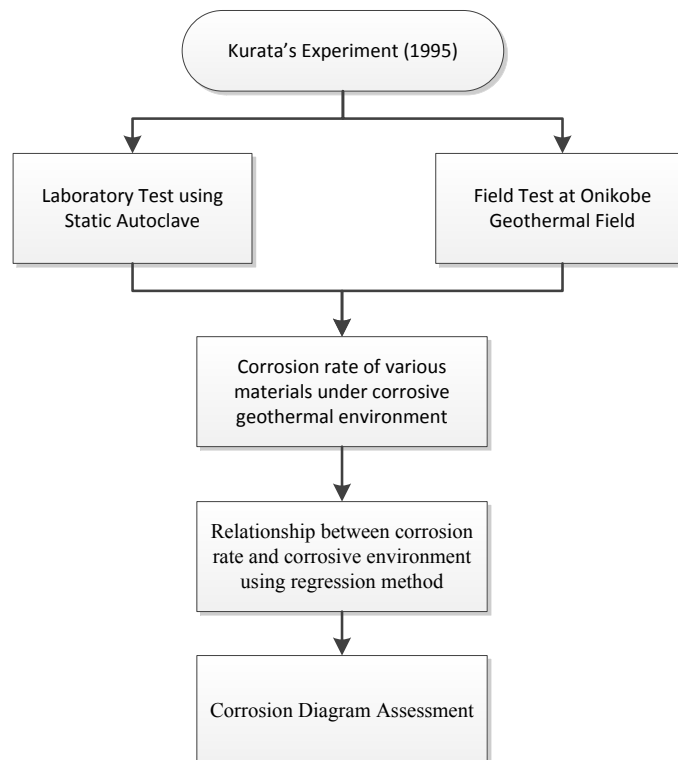 Kurata’s Experiment (1995)
Laboratory Test using
Static Autoclave
Field Test at Onikobe
Geothermal Field
Corrosion rate of various
materials under corrosive
geothermal environment
Relationship between corrosion
rate and corrosive environment
using regression method
Corrosion Diagram Assessment